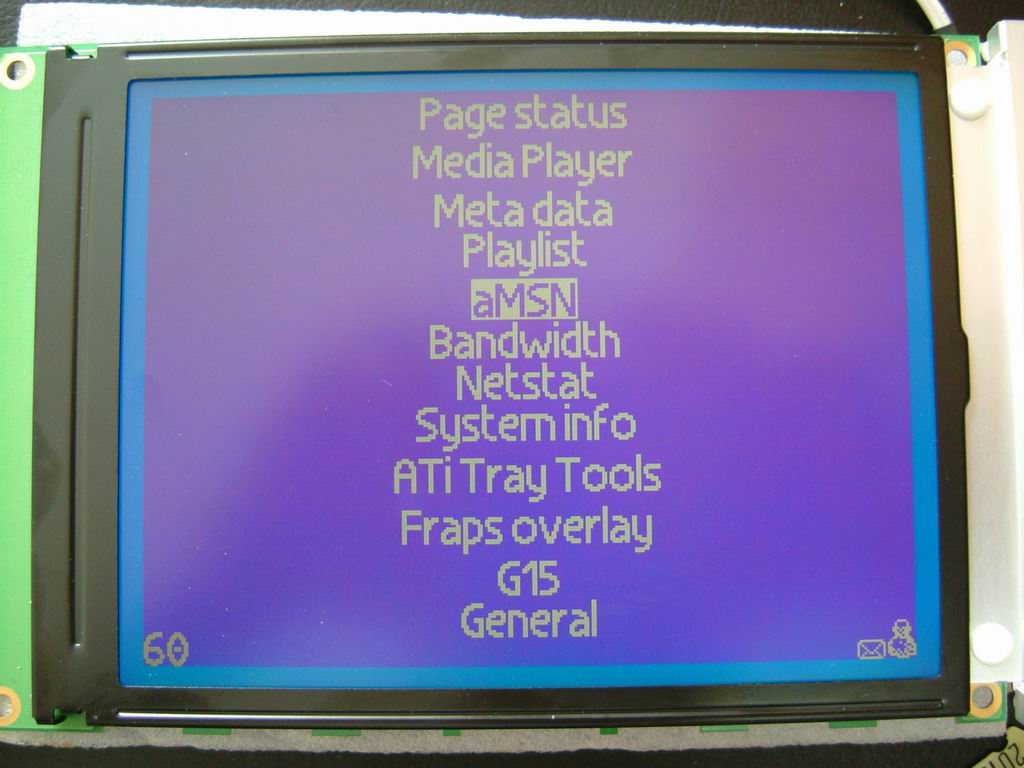 Page status
Media Player
Meta data
Playlist
aMSN
Bandwidth
Netstat
System info
ATi Tray Tools
Fraps overlay
G15
General
60